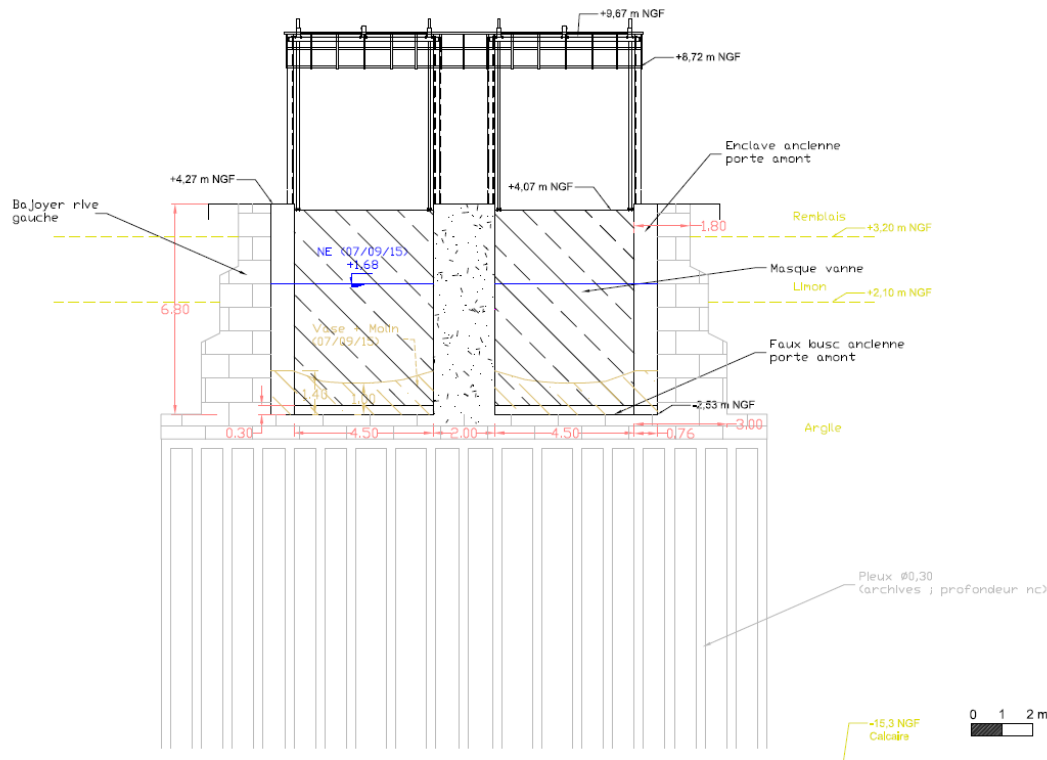 +9,67 m NGF
+8,72 m NGF
Enclave ancienne
porte amont
+4,27 m NGF
+4,07 m NGF
Bajoyer rive
gauche
Remblais
1.80
+3,20 m NGF
NE (07/09/15)
+1,68
Masque vanne
Limon
+2,10 m NGF
6.80
Vase + Molin
(07/09/15)
Faux busc ancienne
porte amont
1.40
1.00
-2,53 m NGF
0.30
4.50
2.00
4.50
0.76
3.00
Argile
Pieux Ø0,30
(archives ; profondeur nc)
-15,3 NGF
Calcaire
0 1 2 m